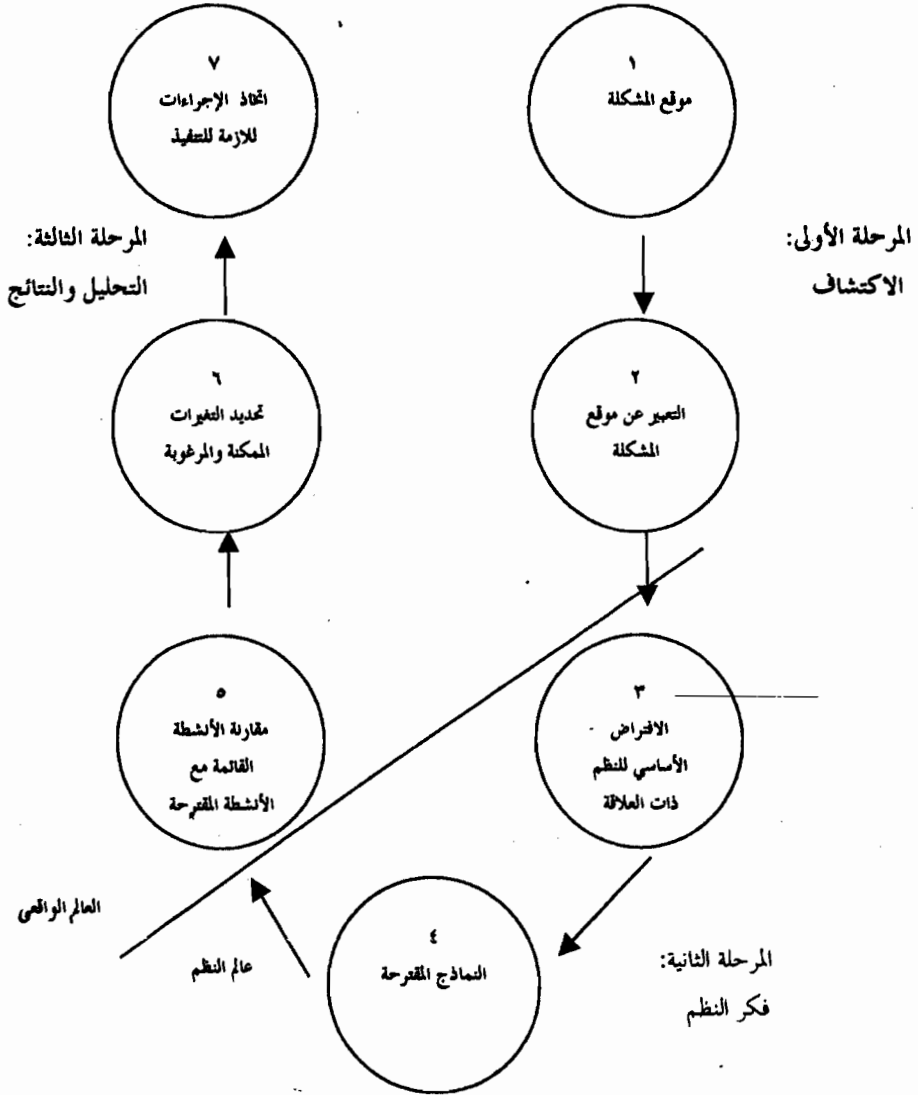 ١
موقع المشكلة
المرحلة الأولى:
الاكتشاف
٢
التعبير عن موقع
المشكلة
٣
الافتراض
الأساسي للنظم
ذات العلاقة
المرحلة الثانية:
فكر النظم
٤
النماذج المقترحة
عالم النظم
العالم الواقعي
٥
مقارنة الأنشطة
القائمة مع
الأنشطة المقترحة
٦
تحديد التغيرات
الممكنة والمرغوبة
المرحلة الثالثة:
التحليل والنتائج
٧
اتخاذ الإجراءات
للازمة للتنفيذ